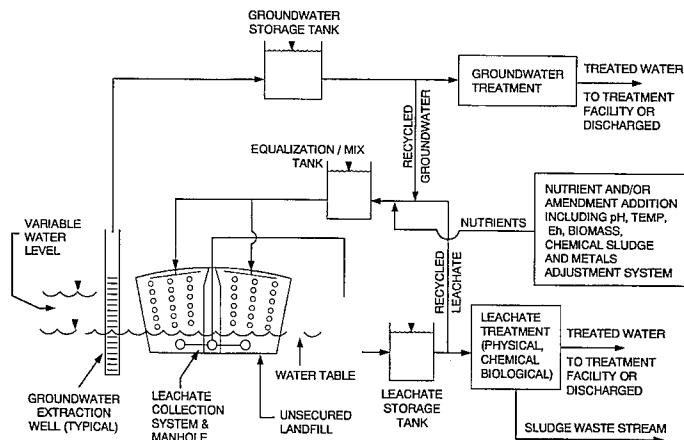 GROUNDWATER
STORAGE TANK
GROUNDWATER
TREATMENT
TREATED WATER
TO TREATMENT
FACILITY OR
DISCHARGED
RECYCLED
GROUNDWATER
EQUALIZATION / MIX
TANK
NUTRIENT AND/OR
AMENDMENT ADDITION
INCLUDING pH, TEMP,
Eh, BIOMASS,
CHEMICAL SLUDGE
AND METALS
ADJUSTMENT SYSTEM
NUTRIENTS
VARIABLE
WATER
LEVEL
RECYCLED
LEACHATE
LEACHATE
TREATMENT
(PHYSICAL,
CHEMICAL
BIOLOGICAL)
TREATED WATER
TO TREATMENT
FACILITY OR
DISCHARGED
GROUNDWATER
EXTRACTION
WELL (TYPICAL)
LEACHATE
COLLECTION
SYSTEM &
MANHOLE
WATER TABLE
UNSECURED
LANDFILL
LEACHATE
STORAGE
TANK
SLUDGE WASTE STREAM